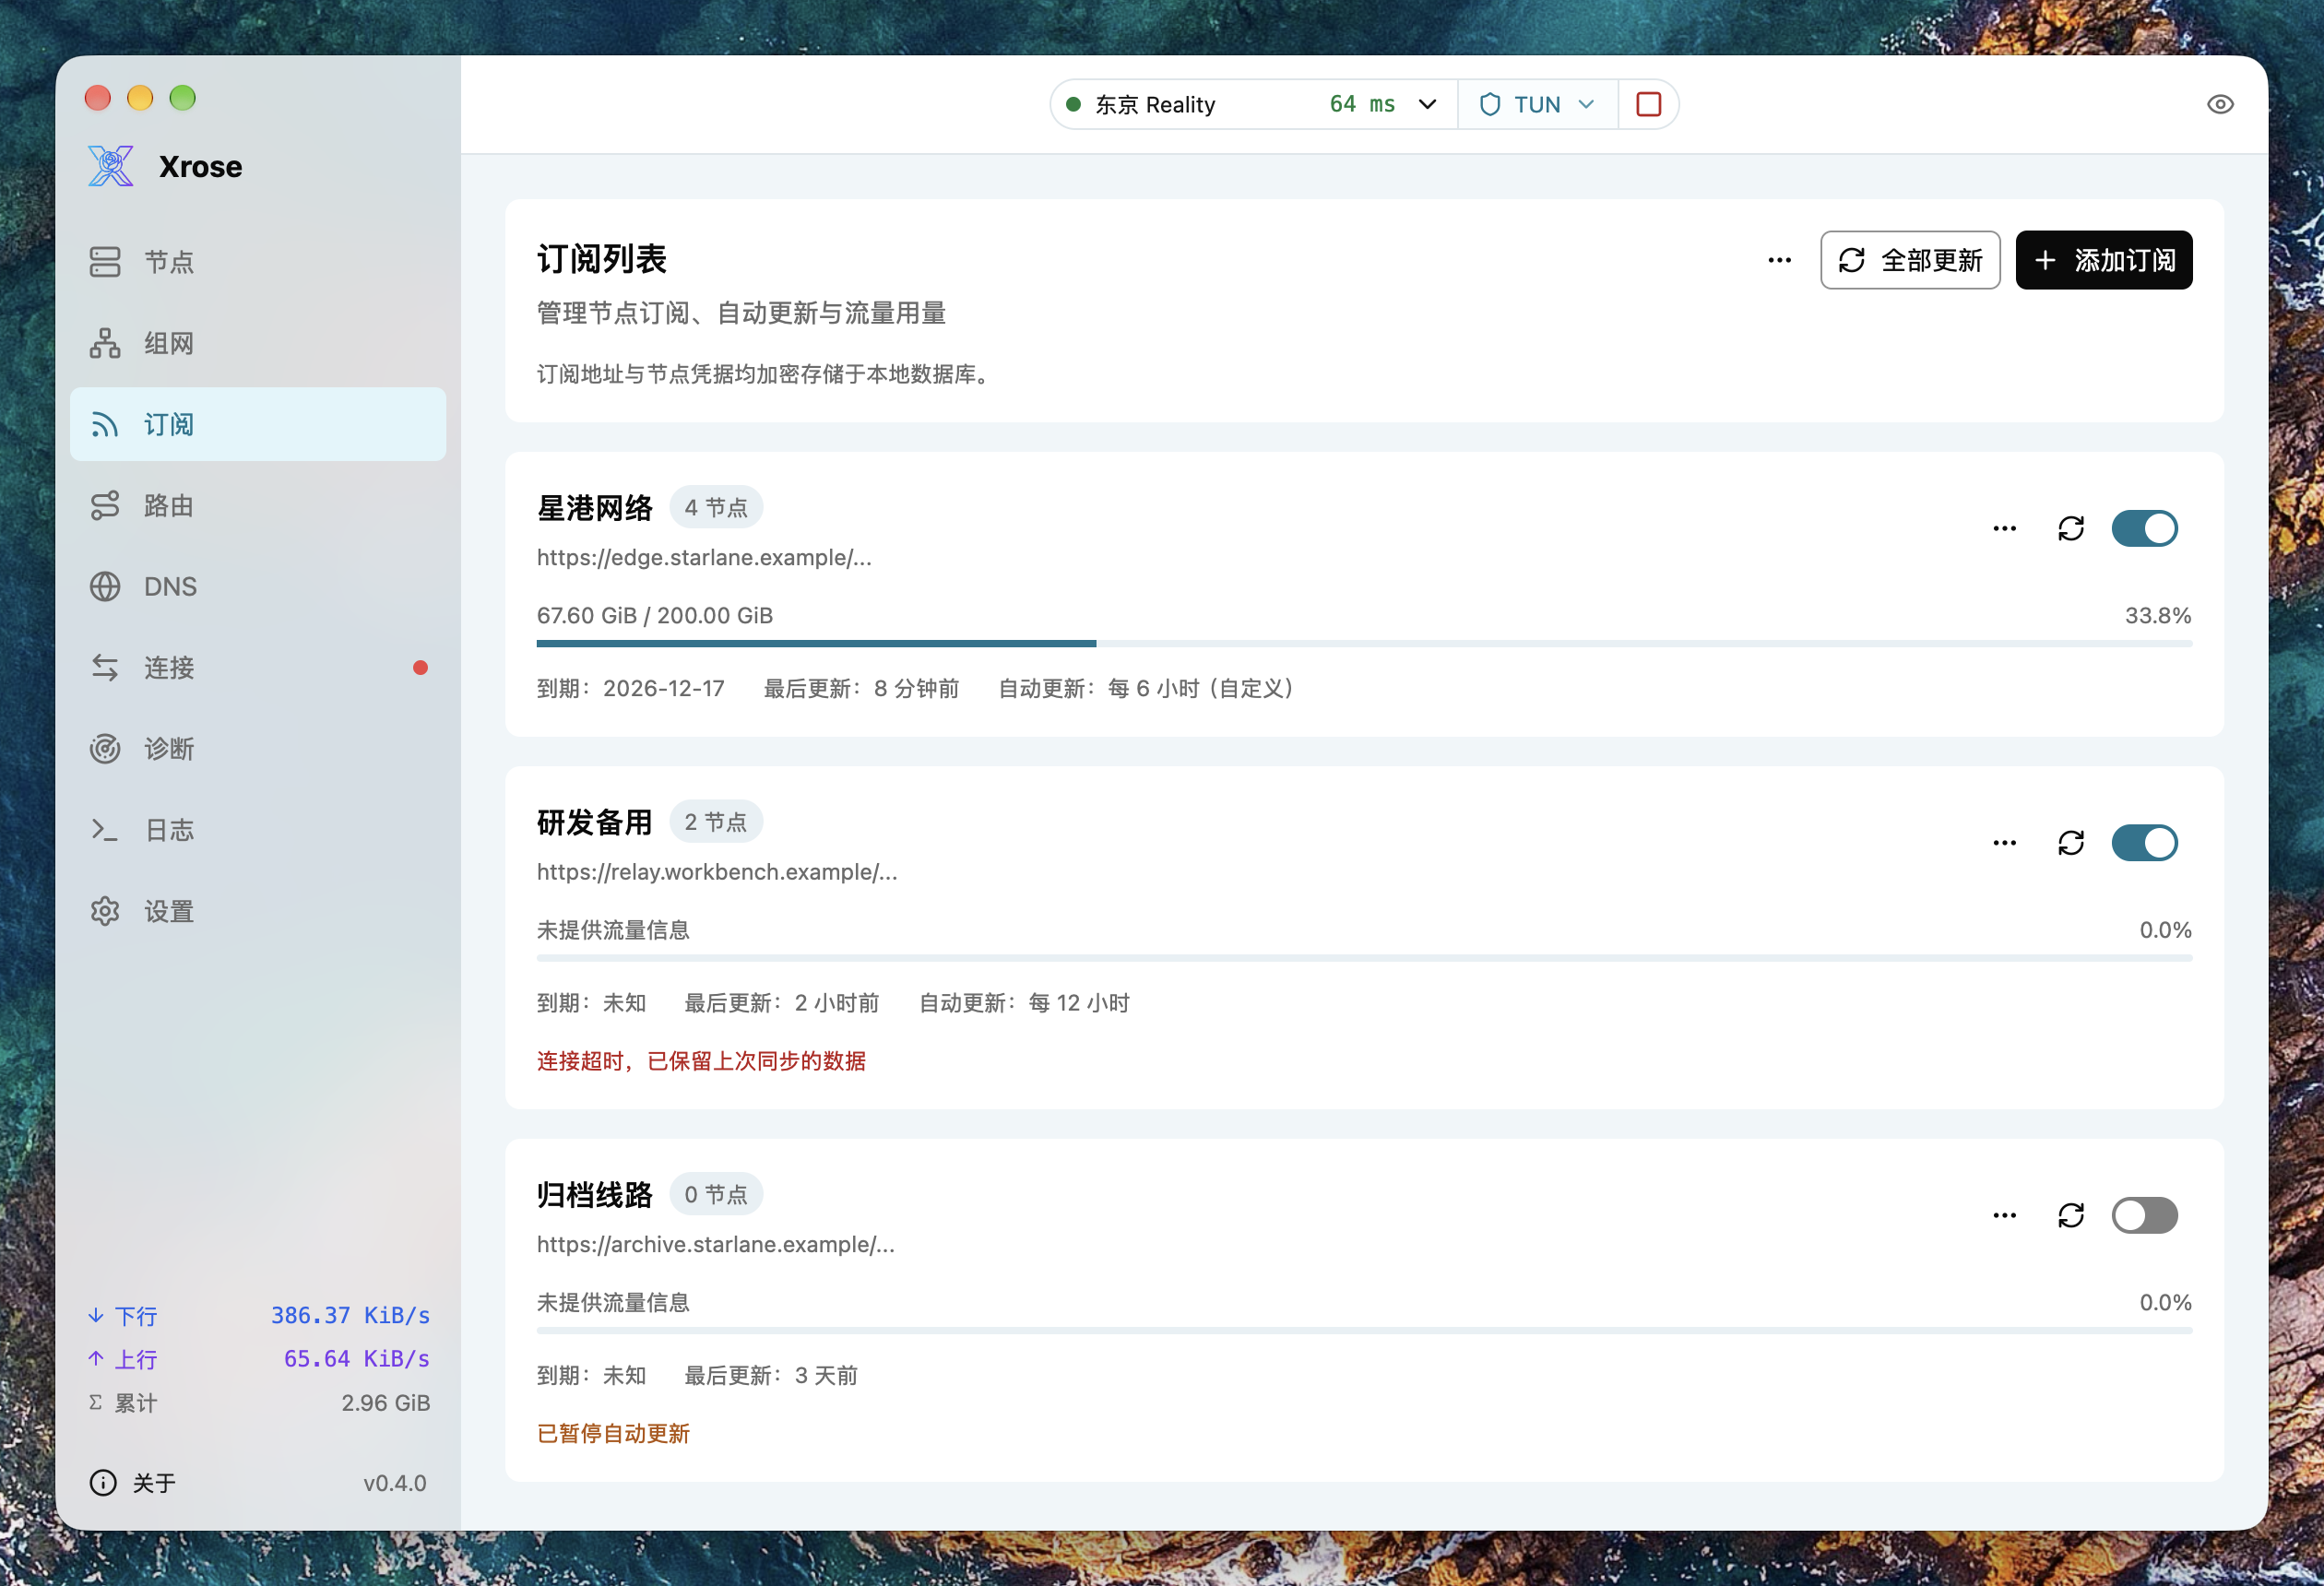 东京 Reality 64 ms TUN
Xrose
节点
组网
订阅
路由
DNS
连接
诊断
日志
设置
↓ 下行 386.37 KiB/s
↑ 上行 65.64 KiB/s
Σ 累计 2.96 GiB
关于 v0.4.0
订阅列表
全部更新
添加订阅
管理节点订阅、自动更新与流量用量
订阅地址与节点凭据均加密存储于本地数据库。
星港网络 4 节点
https://edge.starlane.example/...
67.60 GiB / 200.00 GiB 33.8%
到期：2026-12-17 最后更新：8 分钟前 自动更新：每 6 小时（自定义）
研发备用 2 节点
https://relay.workbench.example/...
未提供流量信息 0.0%
到期：未知 最后更新：2 小时前 自动更新：每 12 小时
连接超时，已保留上次同步的数据
归档线路 0 节点
https://archive.starlane.example/...
未提供流量信息 0.0%
到期：未知 最后更新：3 天前
已暂停自动更新